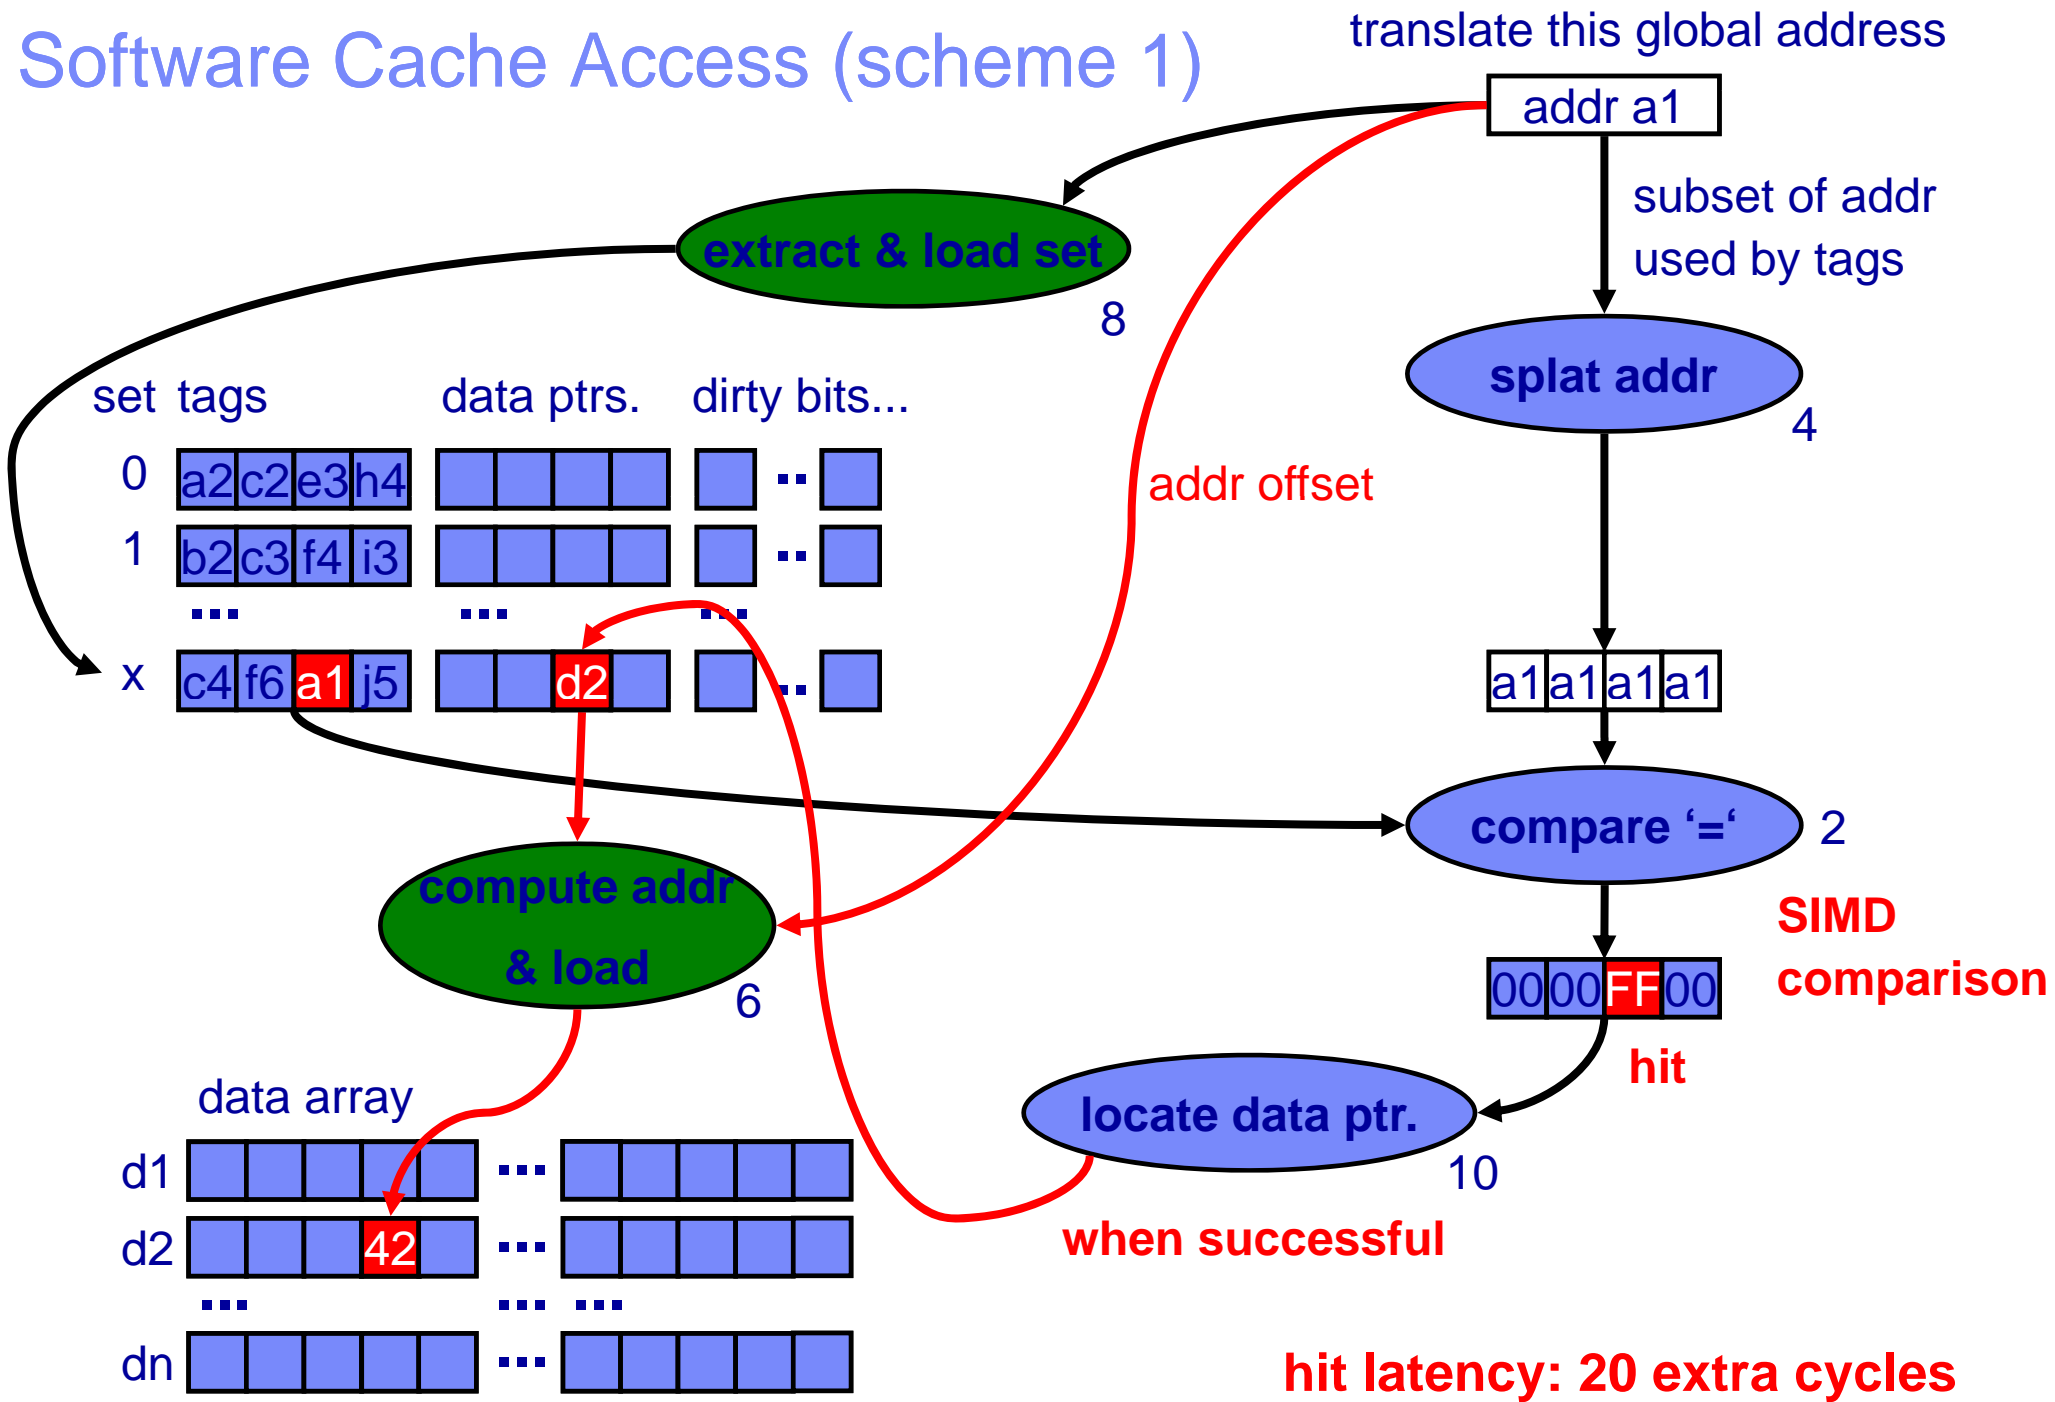 Software Cache Access (scheme 1)
translate this global address
addr a1
subset of addr
used by tags
extract & load set
8
splat addr
4
set tags data ptrs. dirty bits...
0 a2 c2 e3 h4
addr offset
1 b2 c3 f4 i3
x c4 f6 a1 j5 d2
a1 a1 a1 a1
compare ‘=‘ 2
compute addr
& load
6
SIMD
comparison
00 00 FF 00
hit
data array
locate data ptr.
10
d1
when successful
d2 42
dn
hit latency: 20 extra cycles